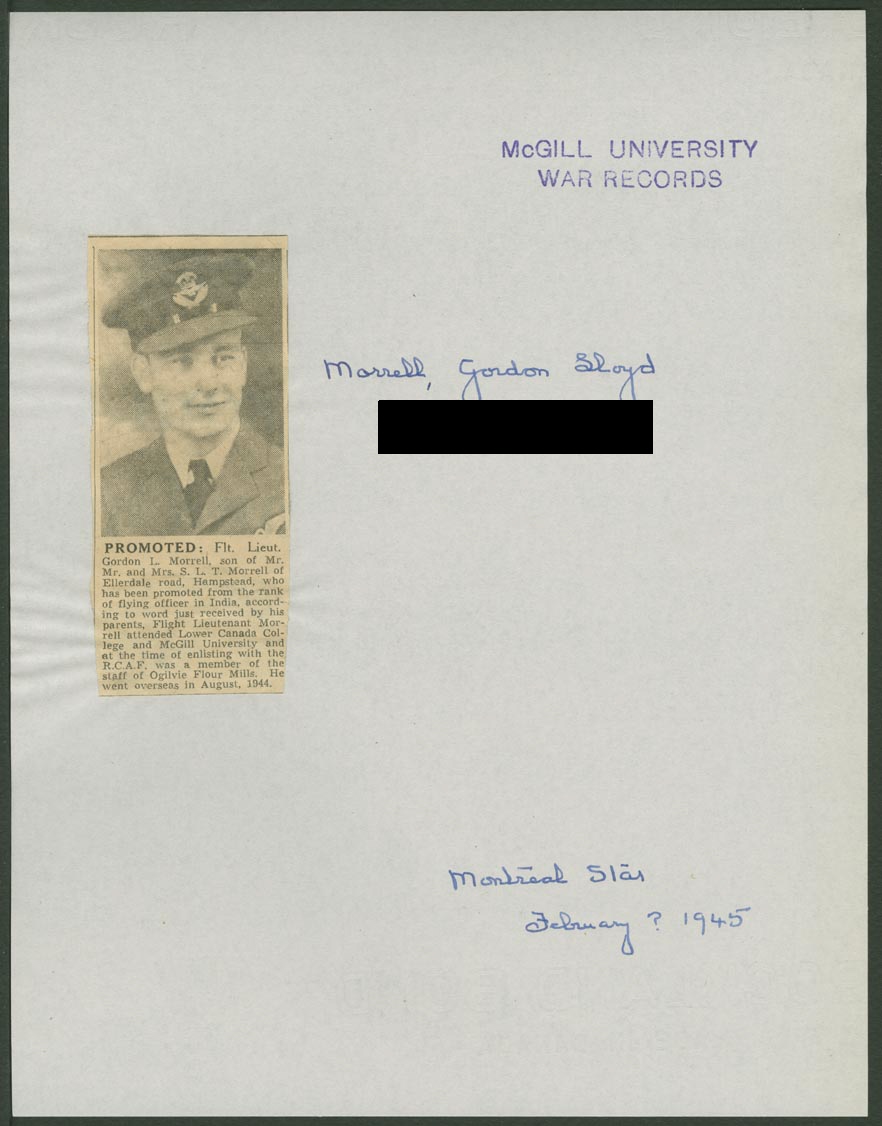 McGILL UNIVERSITY
WAR RECORDS
Morrell, Gordon Lloyd
PROMOTED: Flt. Lieut.
Gordon L. Morrell, son of Mr.
Mr. and Mrs. S. L. T. Morrell of
Ellerdale road, Hampstead, who
has been promoted from the rank
of flying officer in India, accord-
ing to word just received by his
parents, Flight Lieutenant Mor-
rell attended Lower Canada Col-
lege and McGill University and
at the time of enlisting with the
R.C.A.F. was a member of the
staff of Ogilvie Flour Mills. He
went overseas in August, 1944.
Montreal Star
February ? 1945